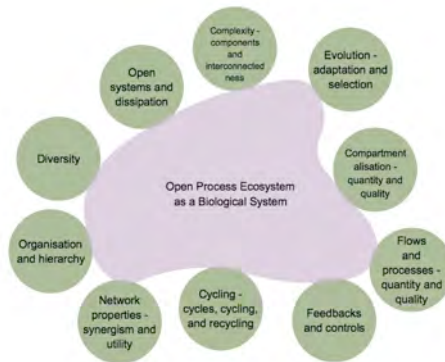 Complexity -
components
and
interconnected
ness
Evolution -
adaptation and
selection
Open
systems and
dissipation
Compartment
alisation -
quantity and
quality
Diversity
Open Process Ecosystem
as a Biological System
Organisation
and hierarchy
Flows
and
processes -
quantity and
quality
Network
properties -
synergism and
utility
Cycling -
cycles, cycling,
and recycling
Feedbacks
and controls